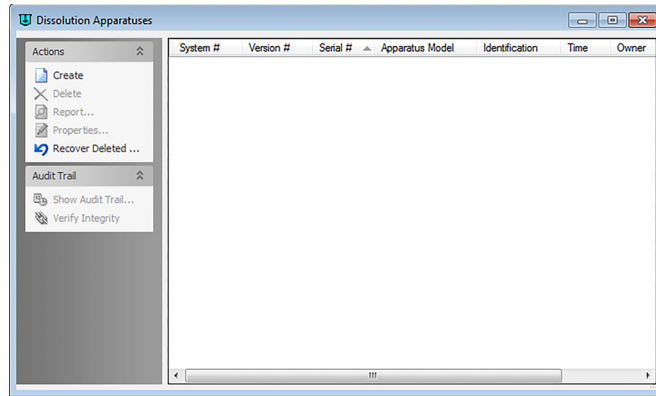 Dissolution Apparatuses
Actions
Create
Delete
Report...
Properties...
Recover Deleted ...
Audit Trail
Show Audit Trail...
Verify Integrity
System # Version # Serial # Apparatus Model Identification Time Owner